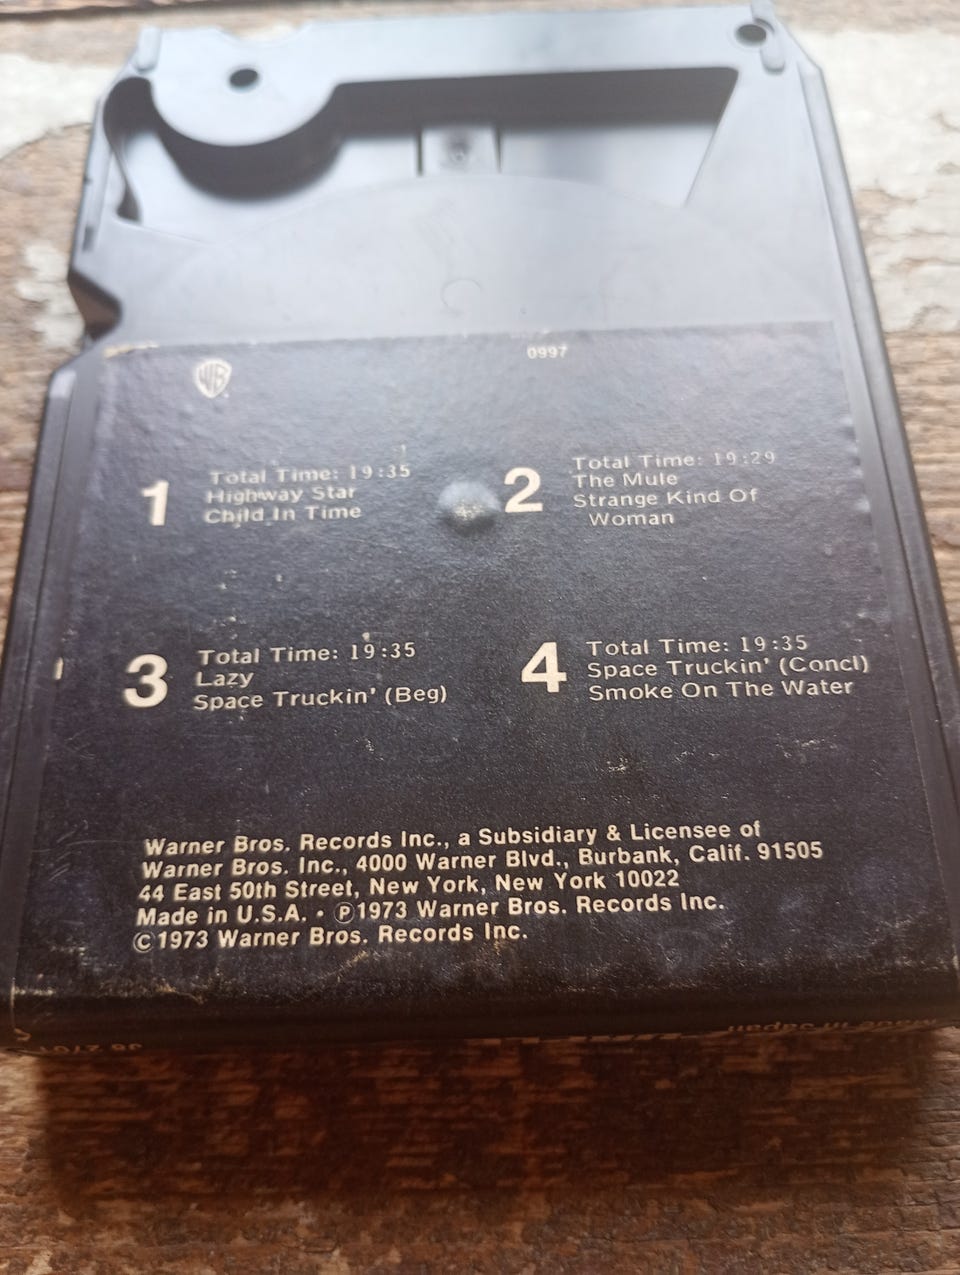 WB
0997
1
Total Time: 19:35
Highway Star
Child In Time
2
Total Time: 19:29
The Mule
Strange Kind Of
Woman
3
Total Time: 19:35
Lazy
Space Truckin' (Beg)
4
Total Time: 19:35
Space Truckin' (Concl)
Smoke On The Water
Warner Bros. Records Inc., a Subsidiary & Licensee of
Warner Bros. Inc., 4000 Warner Blvd., Burbank, Calif. 91505
44 East 50th Street, New York, New York 10022
Made in U.S.A. • ℗1973 Warner Bros. Records Inc.
©1973 Warner Bros. Records Inc.